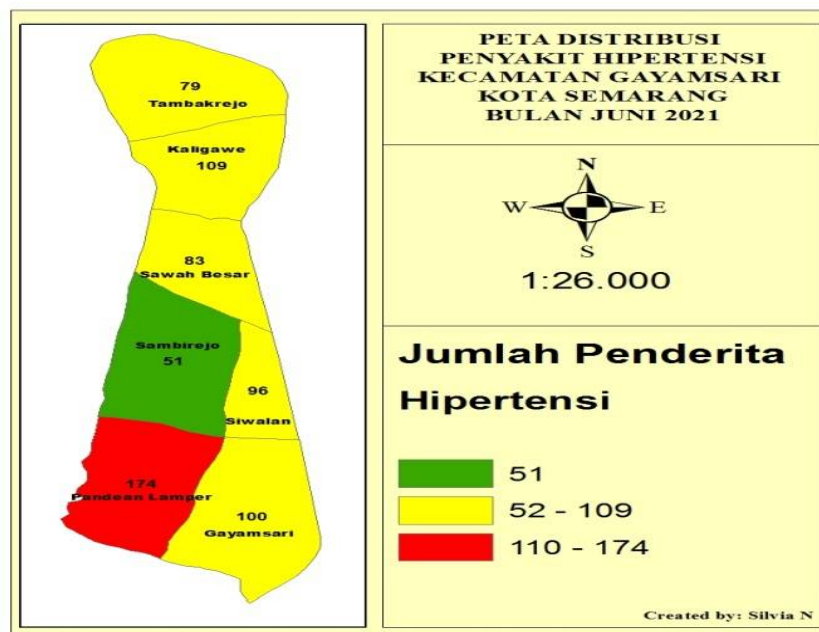 79
Tambakrejo
Kaligawe
109
83
Sawah Besar
Sambirejo
51
96
Siwalan
174
Pandean Lamper
100
Gayamsari
PETA DISTRIBUSI
PENYAKIT HIPERTENSI
KECAMATAN GAYAMSARI
KOTA SEMARANG
BULAN JUNI 2021
N
W
E
S
1:26.000
Jumlah Penderita
Hipertensi
51
52 - 109
110 - 174
Created by: Silvia N